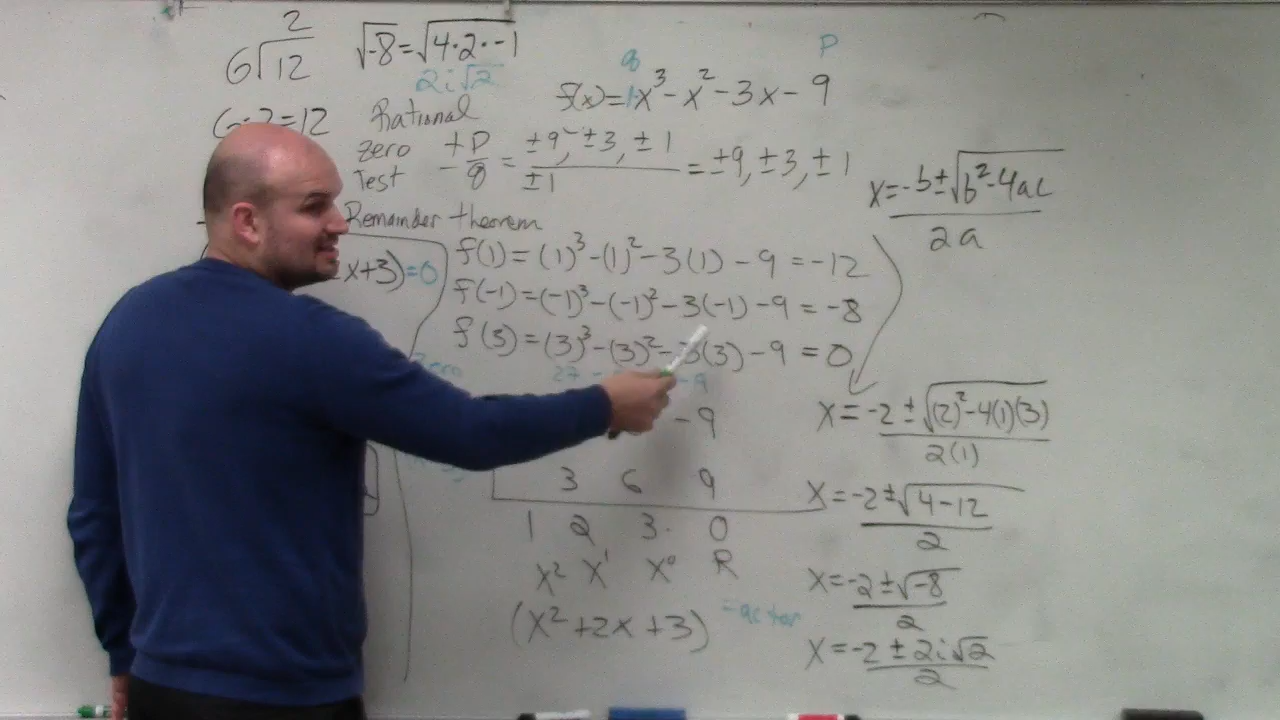 2
6 12
√-8 = √4·2·-1
2i√2
q
P
f(x) = 1x³ - x² - 3x - 9
6·2 = 12
Rational
zero
Test
± P/q = ±9, ±3, ±1 / ±1 = ±9, ±3, ±1
x = -b ± √b² - 4ac / 2a
Remainder theorem
x+3) = 0
f(1) = (1)³ - (1)² - 3(1) - 9 = -12
f(-1) = (-1)³ - (-1)² - 3(-1) - 9 = -8
f(3) = (3)³ - (3)² - 3(3) - 9 = 0
27 - - 9
- 9
3 6 9
1 2 3 0
x² x¹ x⁰ R
(x² + 2x + 3)
x = -2 ± √(2)² - 4(1)(3) / 2(1)
x = -2 ± √4 - 12 / 2
x = -2 ± √-8 / 2
x = -2 ± 2i√2 / 2